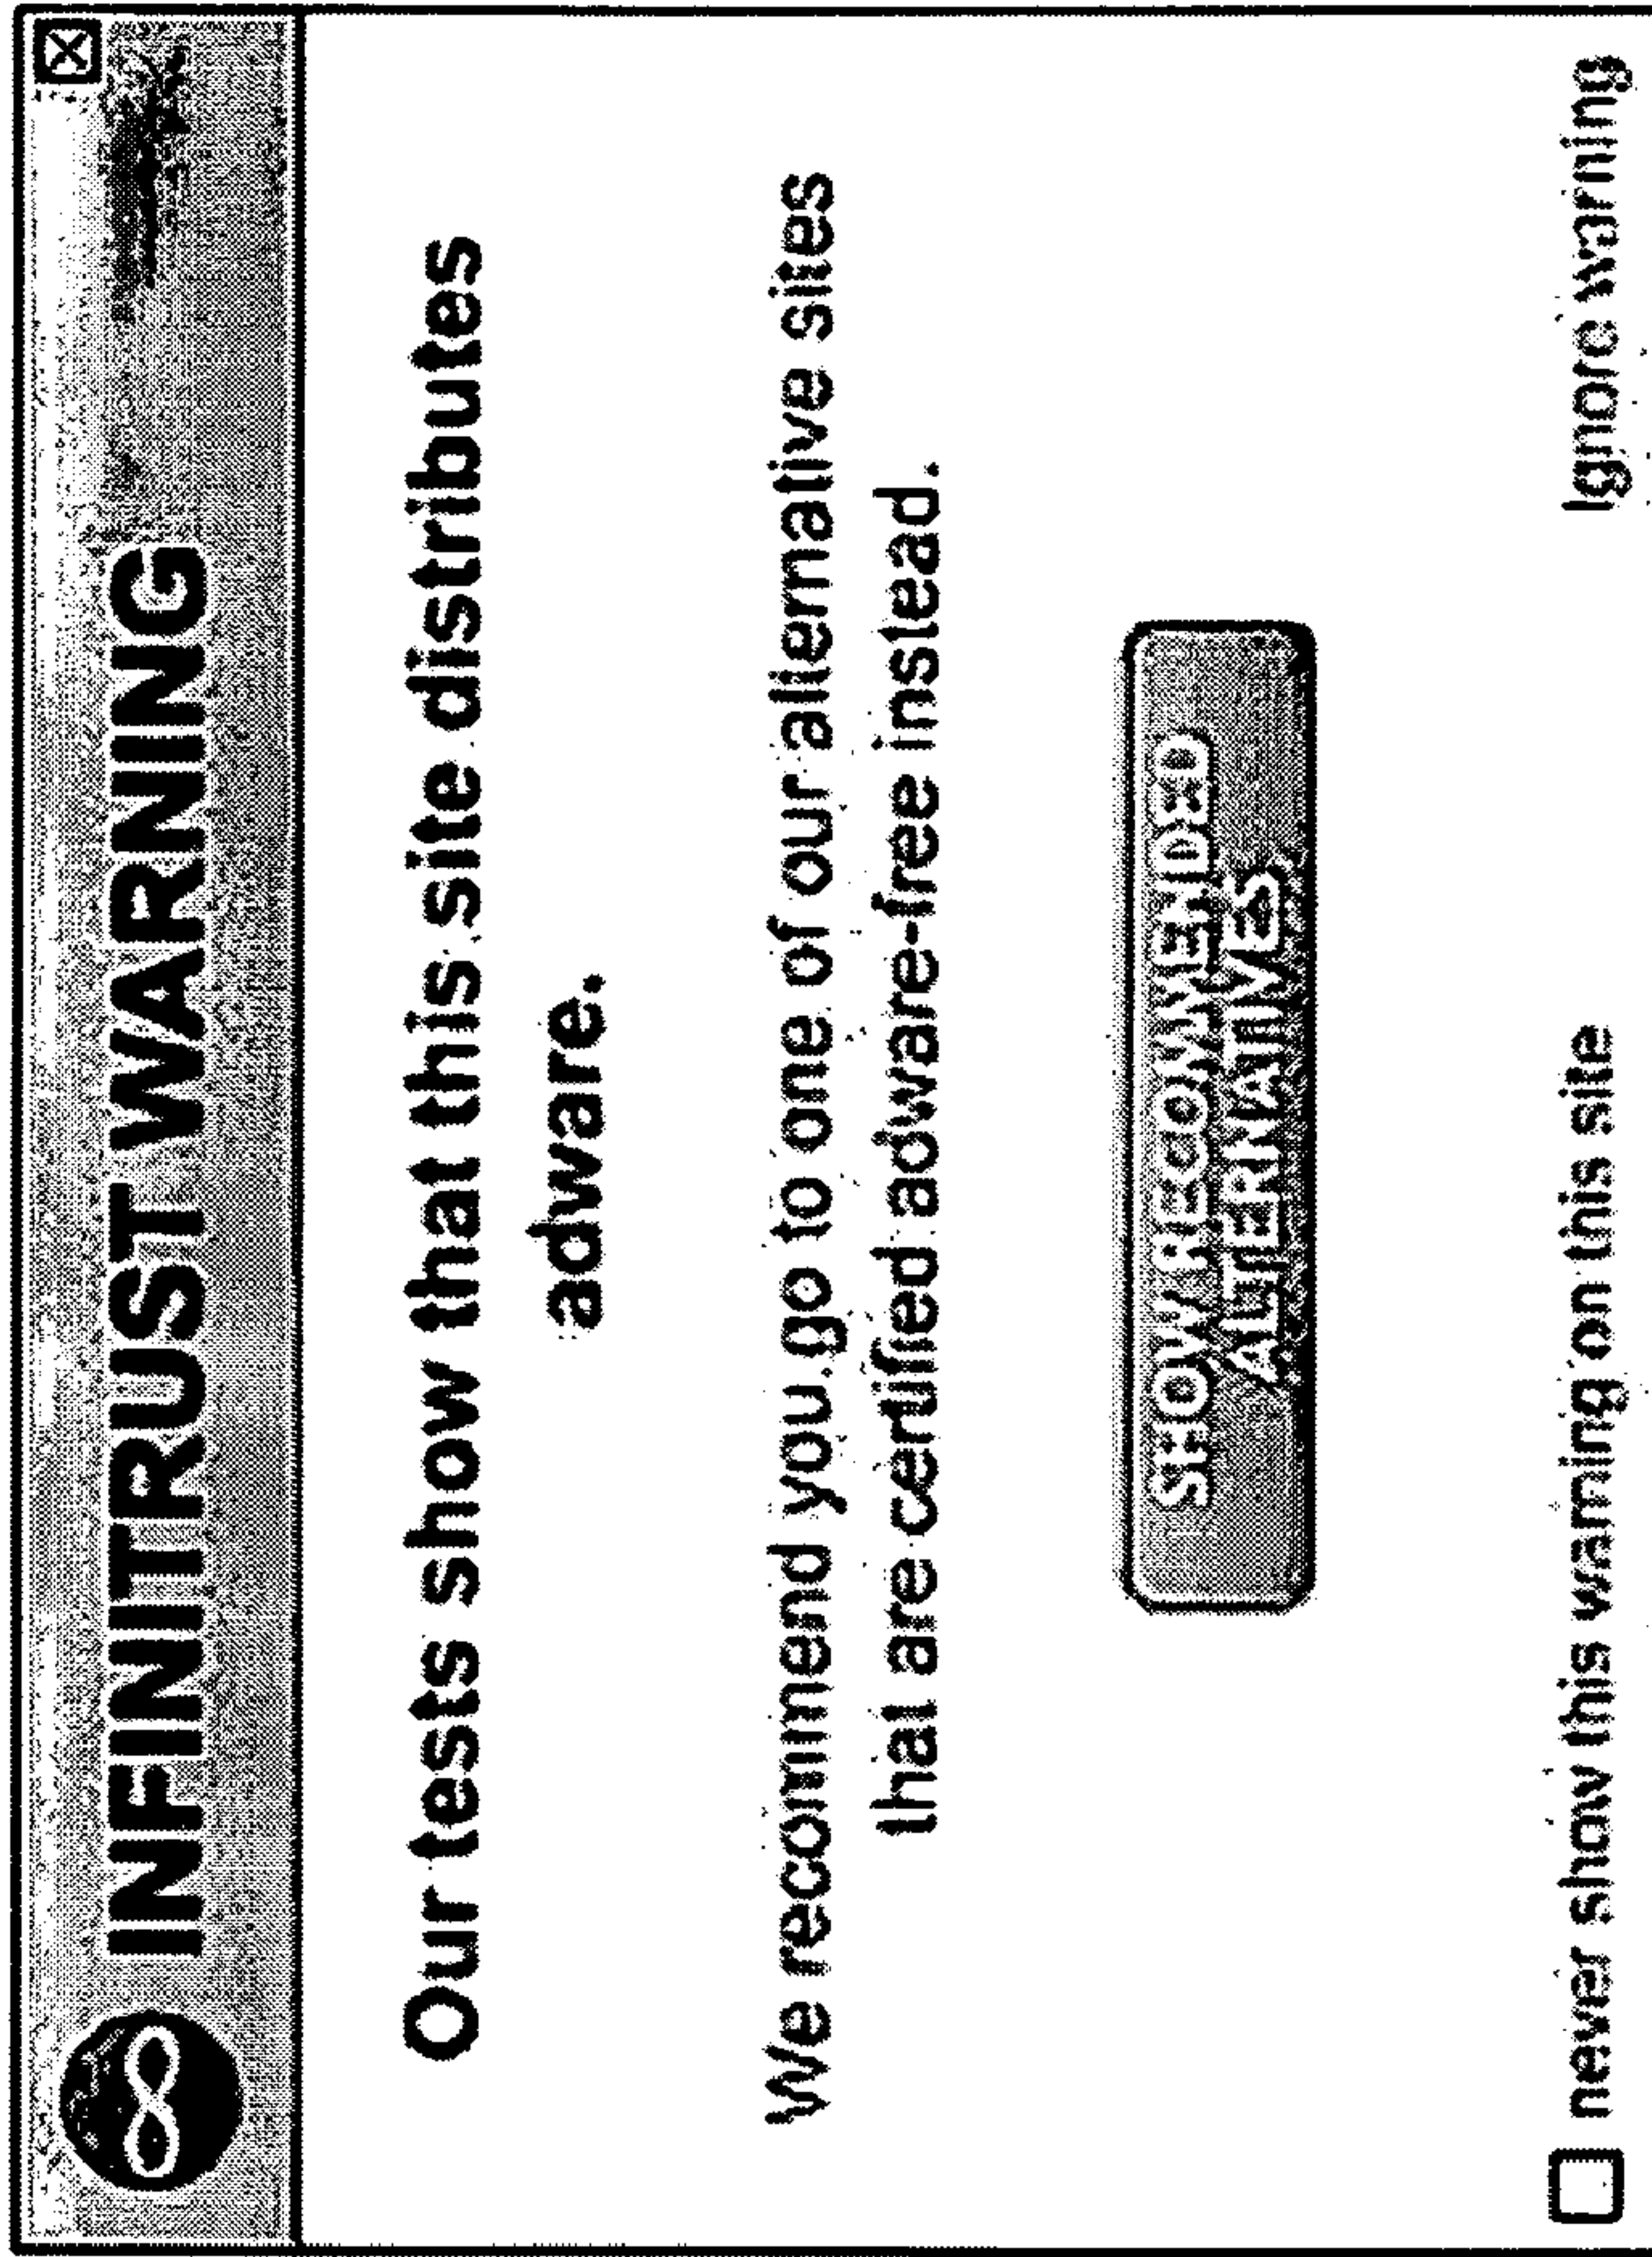 INFINITRUST WARNING
Our tests show that this site distributes
adware.
We recommend you go to one of our alternative sites
that are certified adware-free instead.
SHOW RECOMMENDED
ALTERNATIVES
never show this warning on this site
Ignore warning